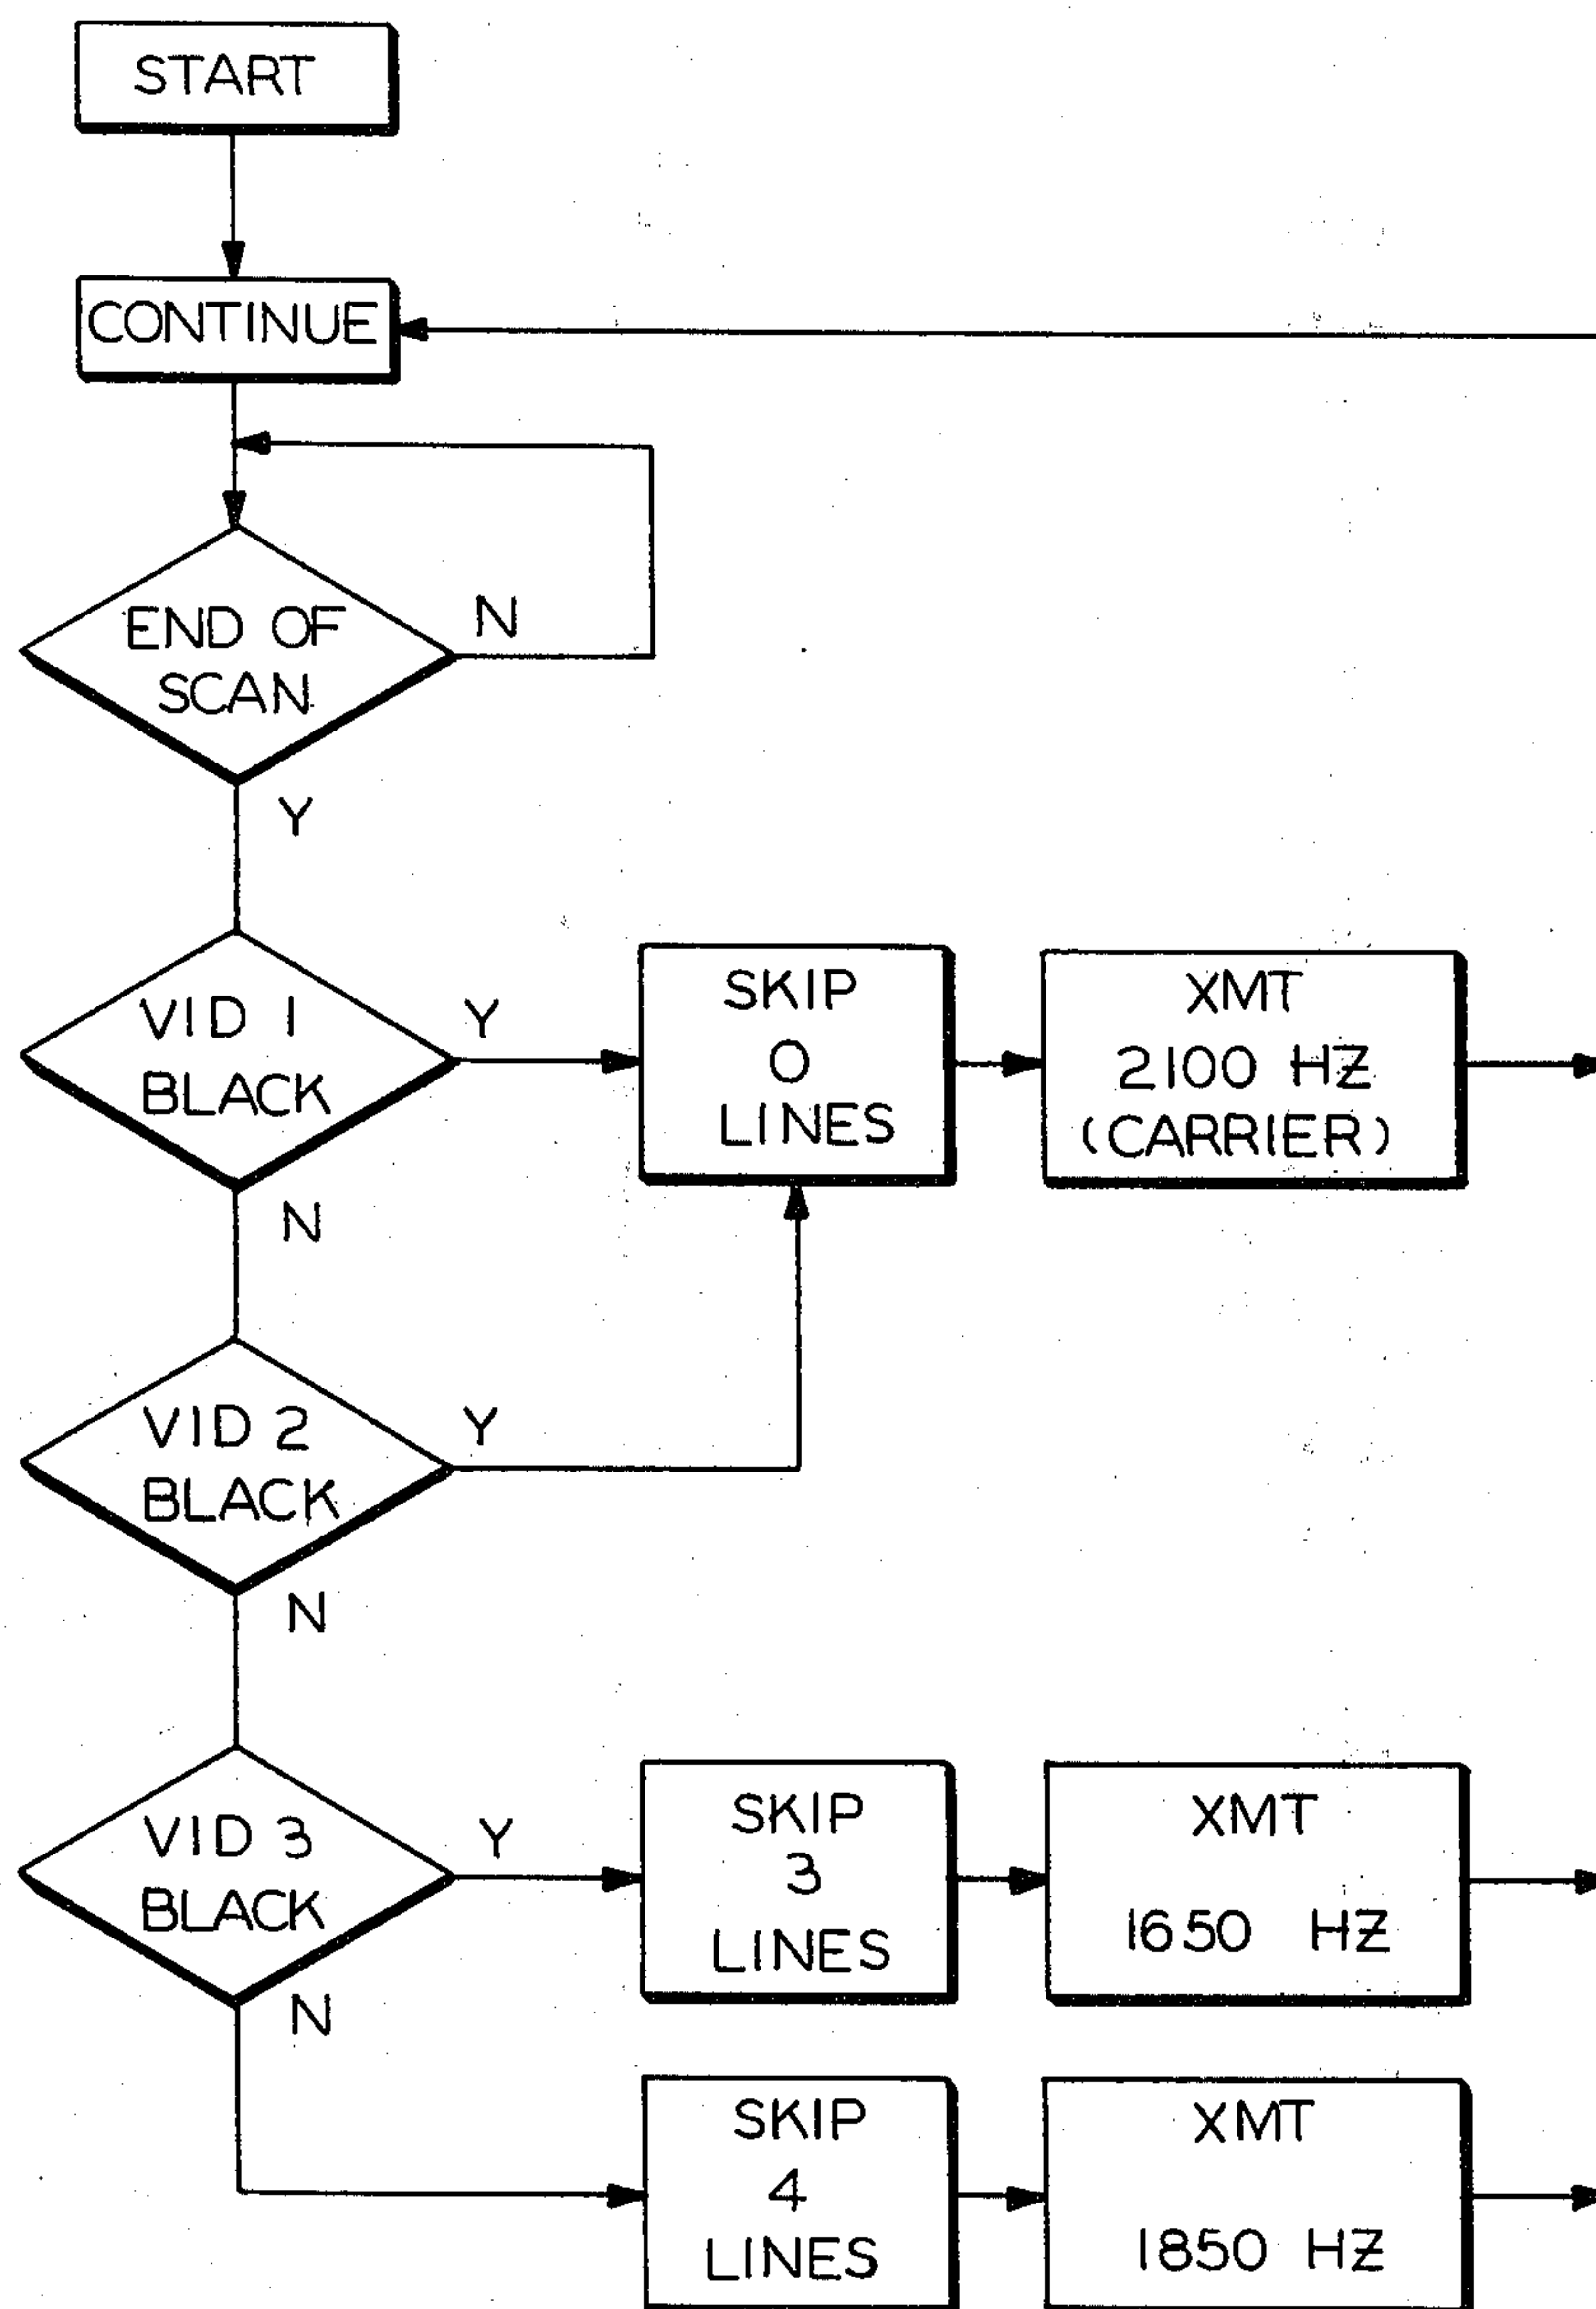 START
CONTINUE
END OF
SCAN
N
Y
VID 1
BLACK
Y
N
SKIP
0
LINES
XMT
2100 HZ
(CARRIER)
VID 2
BLACK
Y
N
VID 3
BLACK
Y
N
SKIP
3
LINES
XMT
1650 HZ
SKIP
4
LINES
XMT
1850 HZ